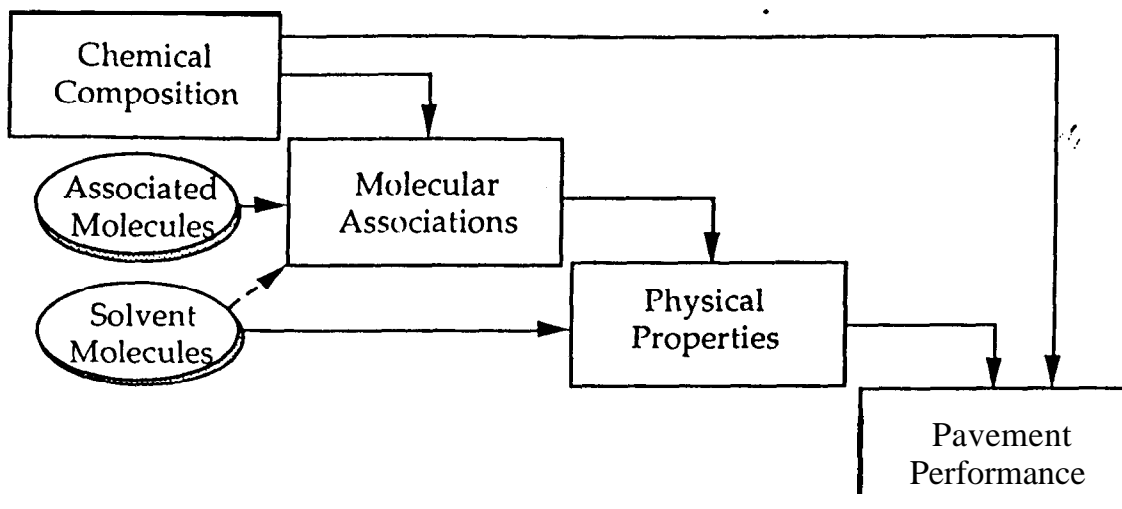 Chemical
Composition
Associated
Molecules
Molecular
Associations
Solvent
Molecules
Physical
Properties
Pavement
Performance